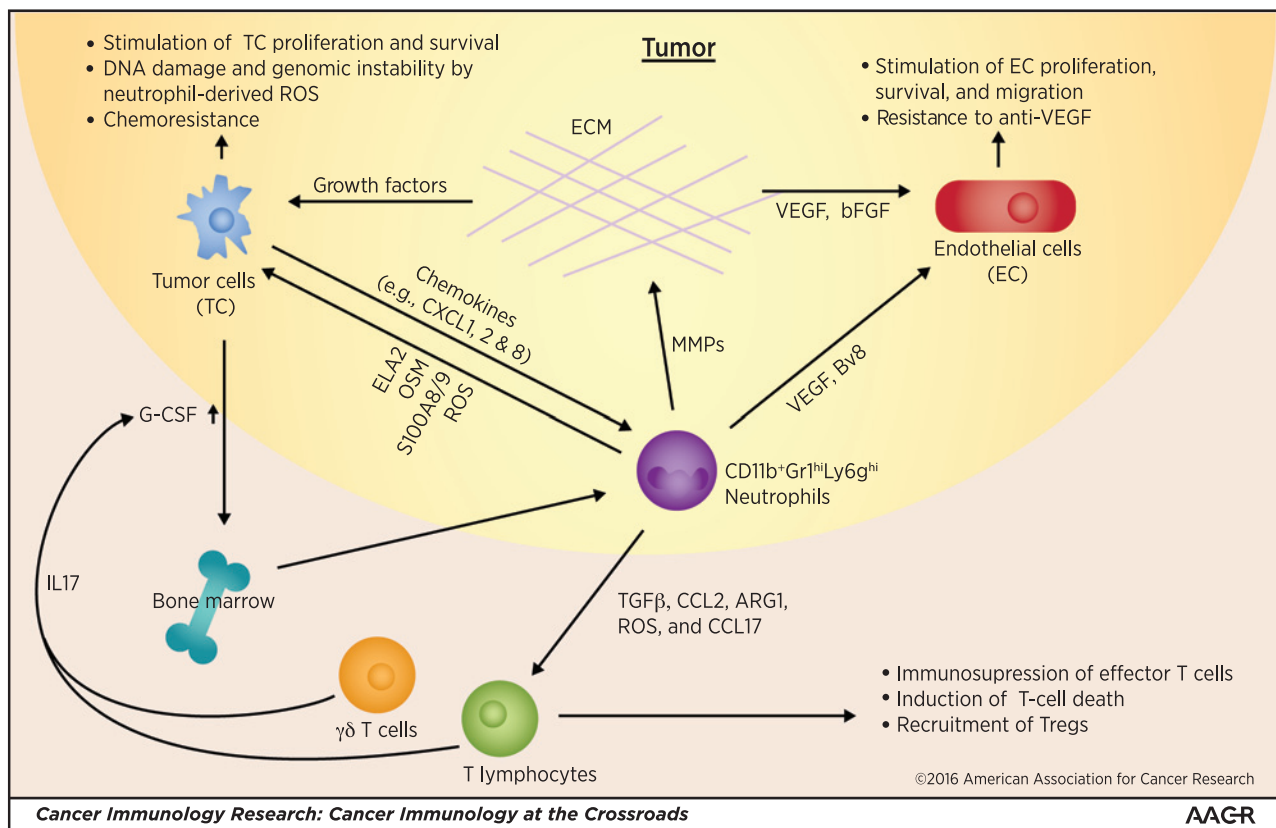 Tumor
• Stimulation of TC proliferation and survival
• DNA damage and genomic instability by
neutrophil-derived ROS
• Chemoresistance
• Stimulation of EC proliferation,
survival, and migration
• Resistance to anti-VEGF
ECM
Growth factors
VEGF, bFGF
Tumor cells
(TC)
Endothelial cells
(EC)
Chemokines
(e.g., CXCL1, 2 & 8)
ELA2
OSM
S100A8/9
ROS
MMPs
VEGF, Bv8
G-CSF
CD11b⁺Gr1ʰⁱLy6gʰⁱ
Neutrophils
IL17
Bone marrow
TGFβ, CCL2, ARG1,
ROS, and CCL17
γδ T cells
T lymphocytes
• Immunosupression of effector T cells
• Induction of T-cell death
• Recruitment of Tregs
©2016 American Association for Cancer Research
Cancer Immunology Research: Cancer Immunology at the Crossroads
AACR